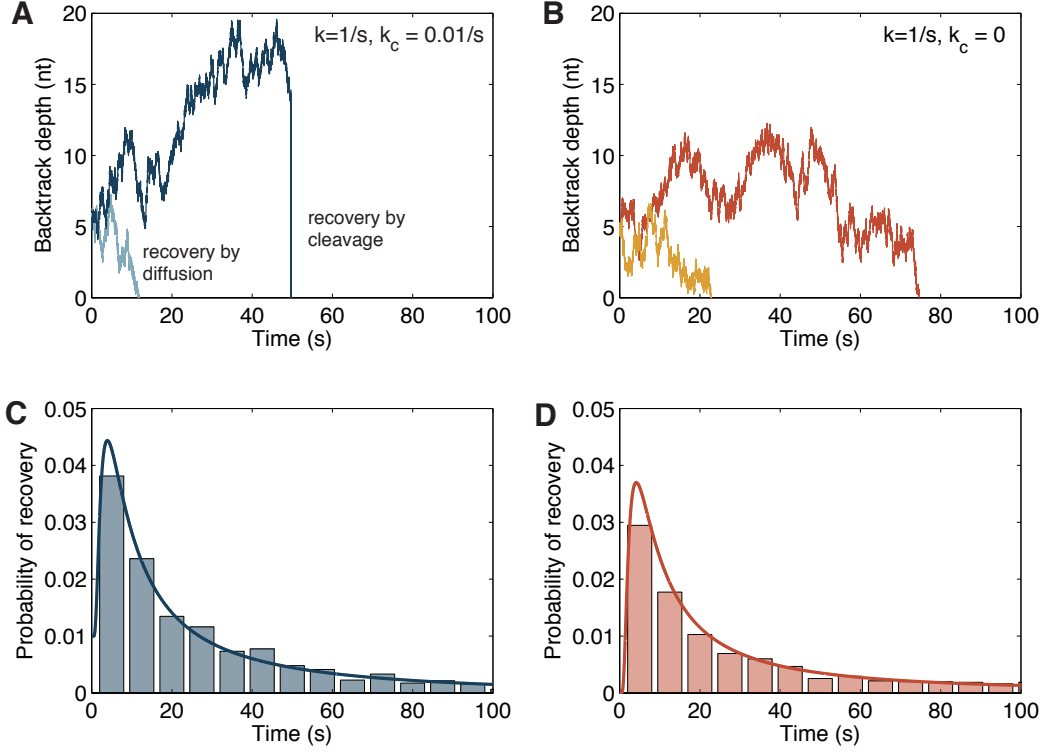 A
k=1/s, k_c = 0.01/s
Backtrack depth (nt)
20
15
10
5
0
recovery by
diffusion
recovery by
cleavage
0 20 40 60 80 100
Time (s)
B
k=1/s, k_c = 0
Backtrack depth (nt)
20
15
10
5
0
0 20 40 60 80 100
Time (s)
C
Probability of recovery
0.05
0.04
0.03
0.02
0.01
0
0 20 40 60 80 100
Time (s)
D
Probability of recovery
0.05
0.04
0.03
0.02
0.01
0
0 20 40 60 80 100
Time (s)